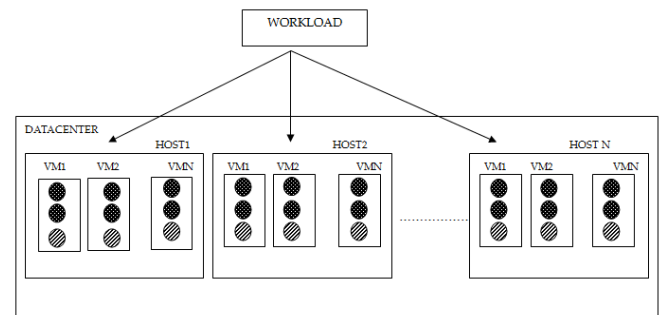 WORKLOAD
DATACENTER
HOST1 HOST2 HOST N
VM1 VM2 VMN VM1 VM2 VMN VM1 VM2 VMN